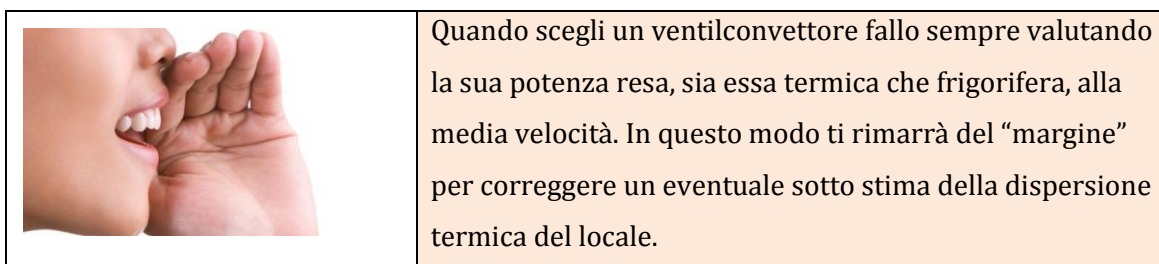 Quando scegli un ventilconvettore fallo sempre valutando
la sua potenza resa, sia essa termica che frigorifera, alla
media velocità. In questo modo ti rimarrà del “margine”
per correggere un eventuale sotto stima della dispersione
termica del locale.